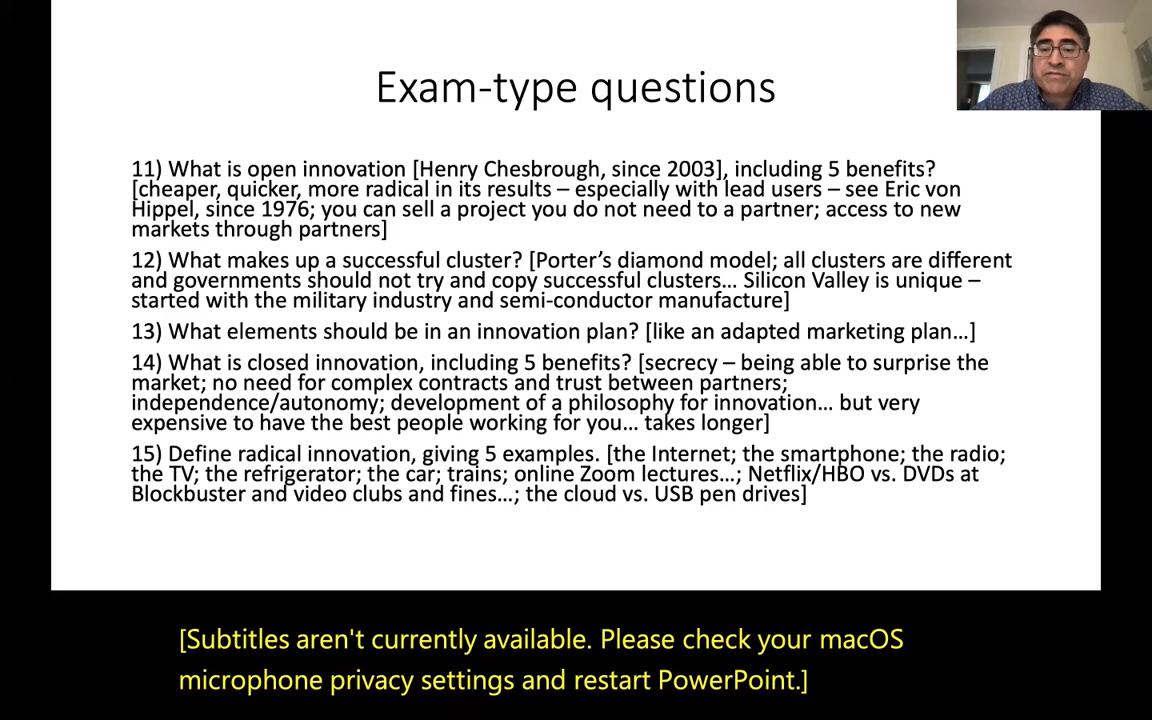 Exam-type questions
11) What is open innovation [Henry Chesbrough, since 2003], including 5 benefits?
[cheaper, quicker, more radical in its results – especially with lead users – see Eric von
Hippel, since 1976; you can sell a project you do not need to a partner; access to new
markets through partners]
12) What makes up a successful cluster? [Porter’s diamond model; all clusters are different
and governments should not try and copy successful clusters… Silicon Valley is unique –
started with the military industry and semi-conductor manufacture]
13) What elements should be in an innovation plan? [like an adapted marketing plan…]
14) What is closed innovation, including 5 benefits? [secrecy – being able to surprise the
market; no need for complex contracts and trust between partners;
independence/autonomy; development of a philosophy for innovation… but very
expensive to have the best people working for you… takes longer]
15) Define radical innovation, giving 5 examples. [the Internet; the smartphone; the radio;
the TV; the refrigerator; the car; trains; online Zoom lectures…; Netflix/HBO vs. DVDs at
Blockbuster and video clubs and fines…; the cloud vs. USB pen drives]
[Subtitles aren't currently available. Please check your macOS
microphone privacy settings and restart PowerPoint.]